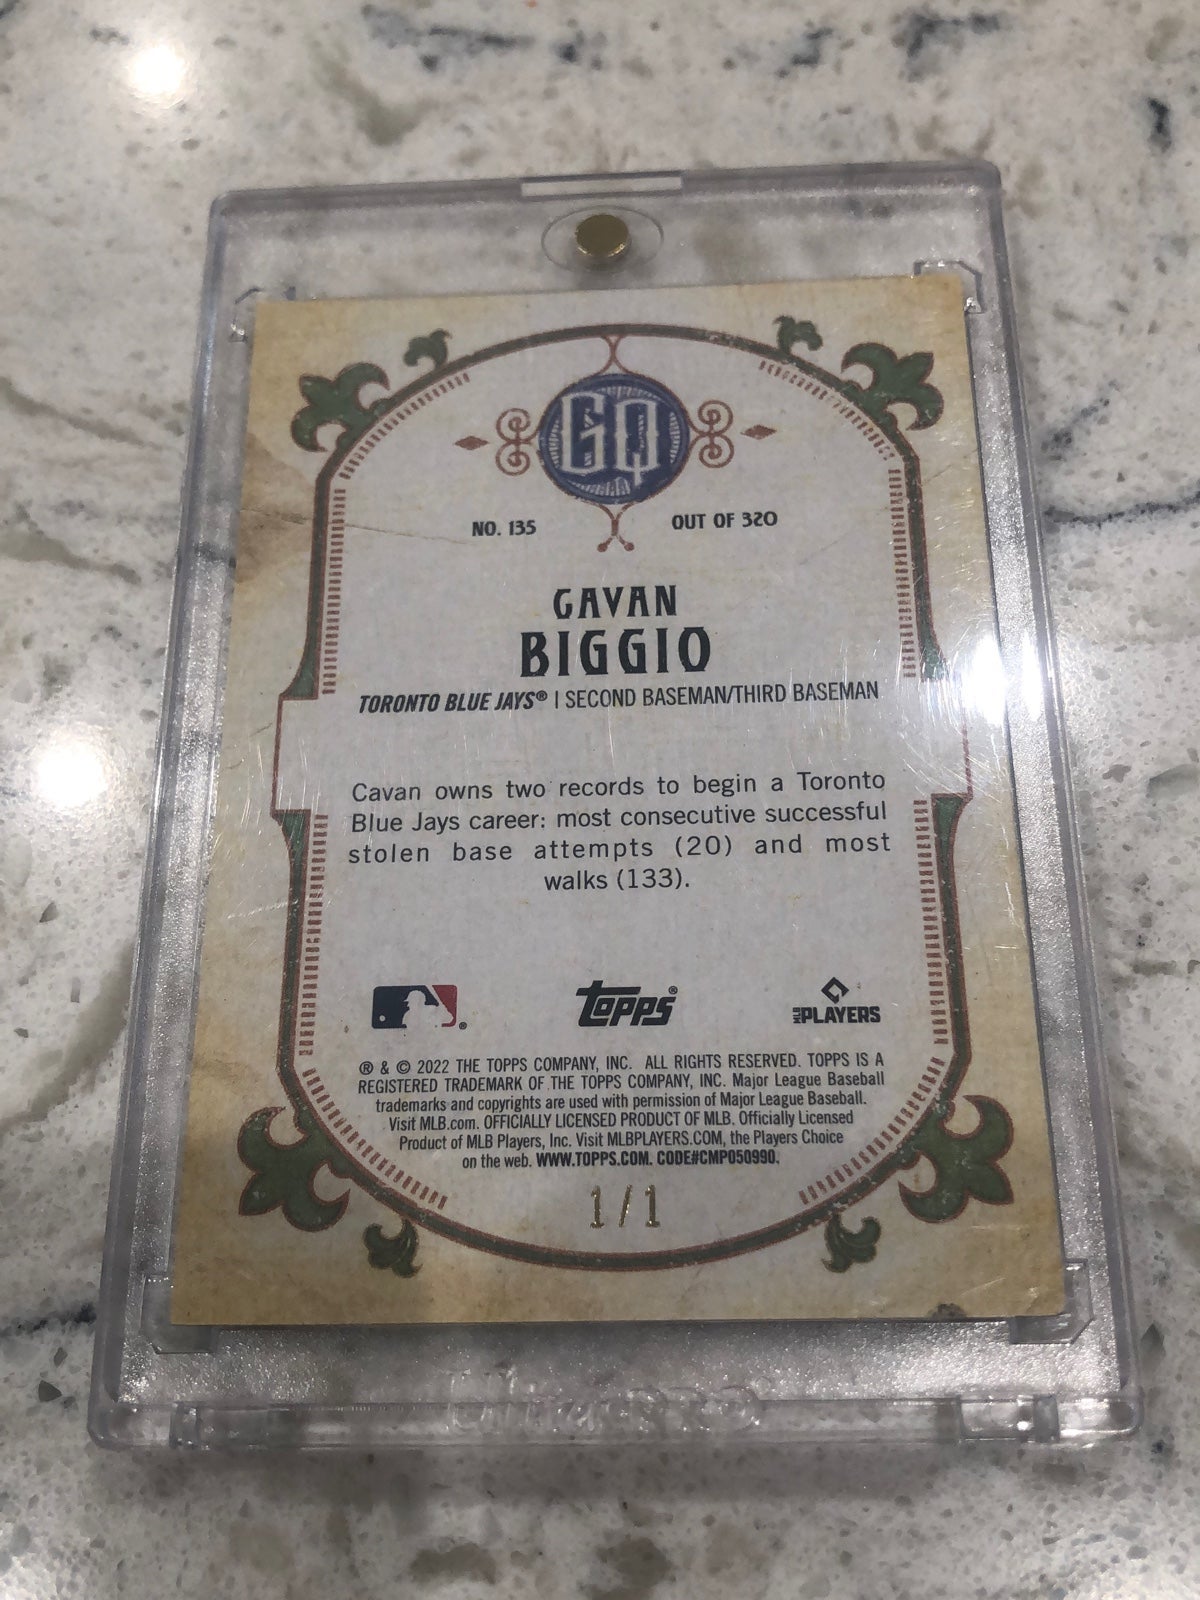 GQ
NO. 135 OUT OF 320
CAVAN
BIGGIO
TORONTO BLUE JAYS® | SECOND BASEMAN/THIRD BASEMAN
Cavan owns two records to begin a Toronto
Blue Jays career: most consecutive successful
stolen base attempts (20) and most
walks (133).
® Topps® MLB PLAYERS
® & © 2022 THE TOPPS COMPANY, INC. ALL RIGHTS RESERVED. TOPPS IS A
REGISTERED TRADEMARK OF THE TOPPS COMPANY, INC. Major League Baseball
trademarks and copyrights are used with permission of Major League Baseball.
Visit MLB.com. OFFICIALLY LICENSED PRODUCT OF MLB. Officially Licensed
Product of MLB Players, Inc. Visit MLBPLAYERS.COM, the Players Choice
on the web. WWW.TOPPS.COM. CODE#CMP050990.
1/1